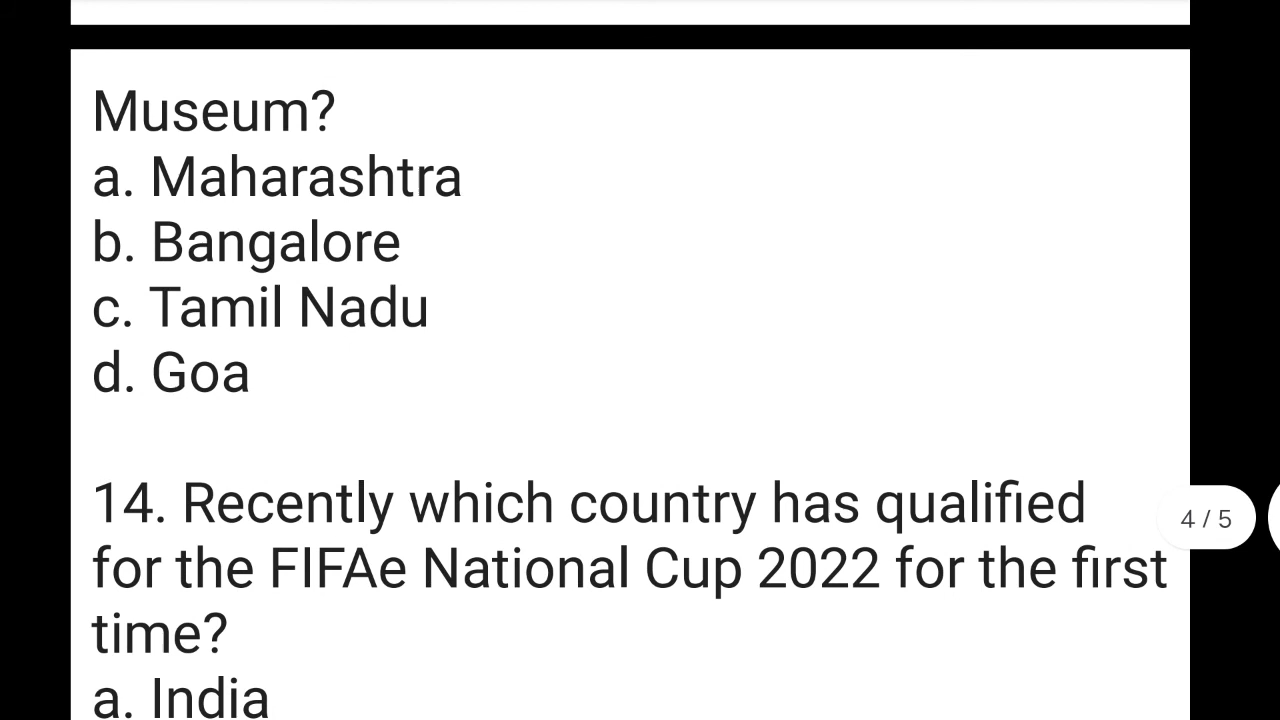 Museum?
a. Maharashtra
b. Bangalore
c. Tamil Nadu
d. Goa
14. Recently which country has qualified
for the FIFAe National Cup 2022 for the first
time?
a. India
4 / 5